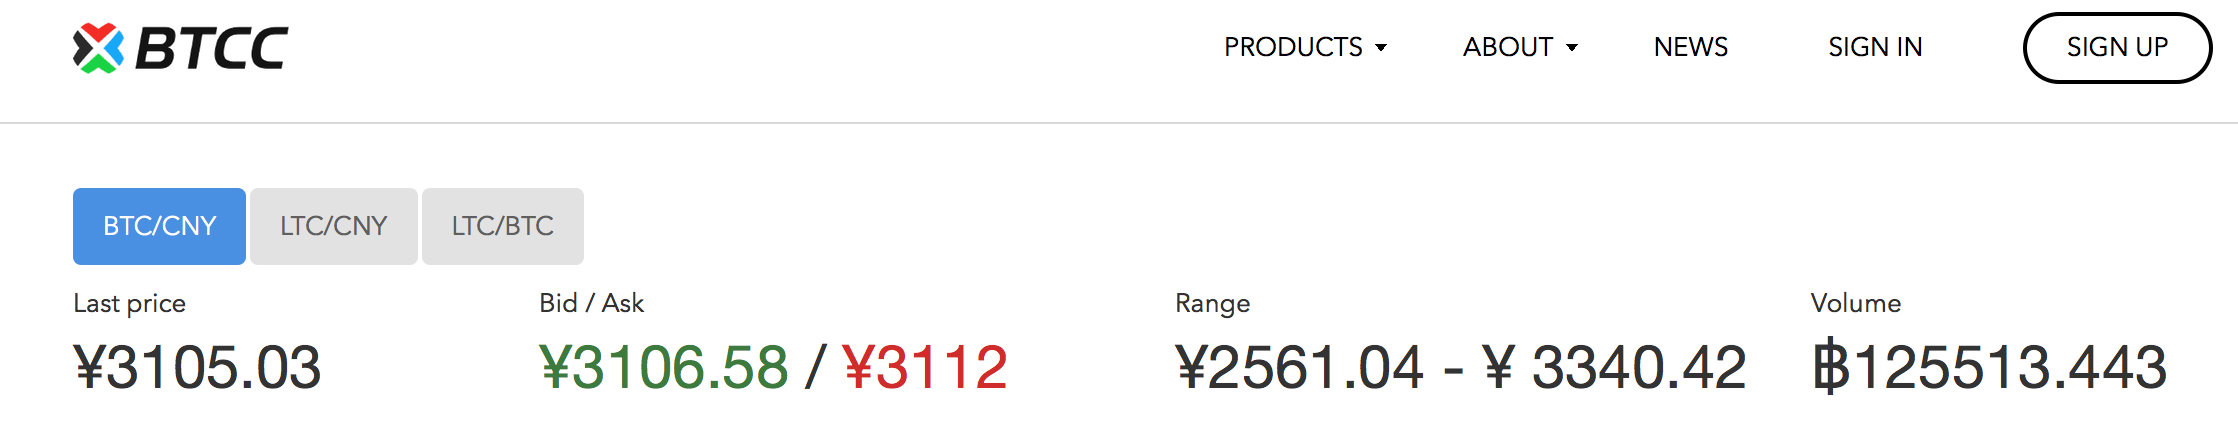 BTCC PRODUCTS ABOUT NEWS SIGN IN SIGN UP
BTC/CNY LTC/CNY LTC/BTC
Last price Bid / Ask Range Volume
¥3105.03 ¥3106.58 / ¥3112 ¥2561.04 - ¥ 3340.42 ฿125513.443